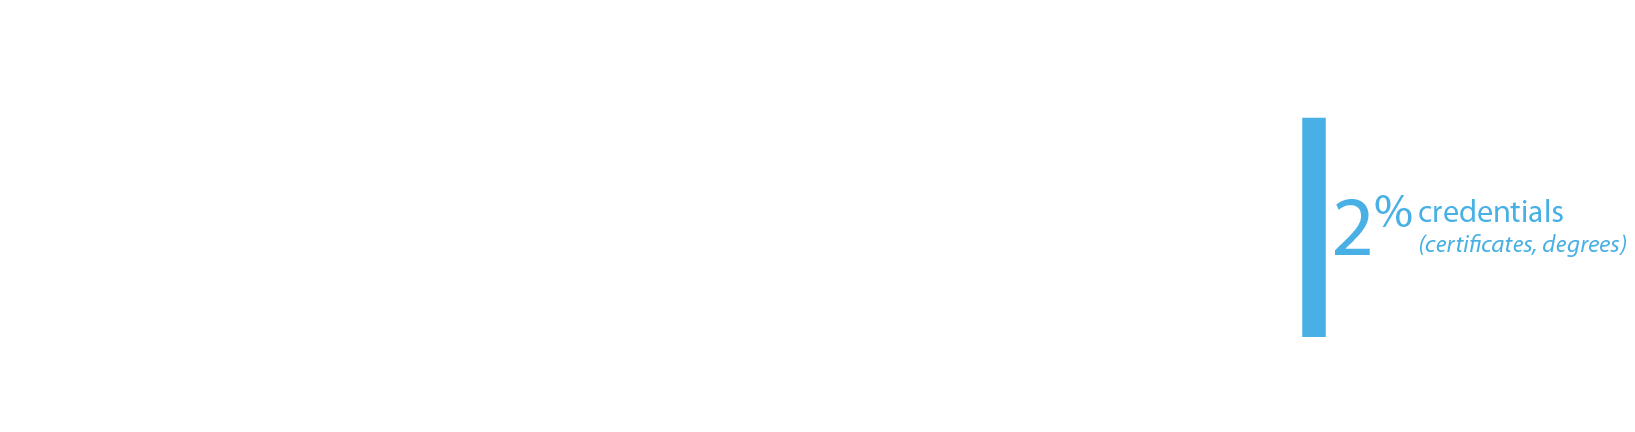 2% credentials
(certificates, degrees)